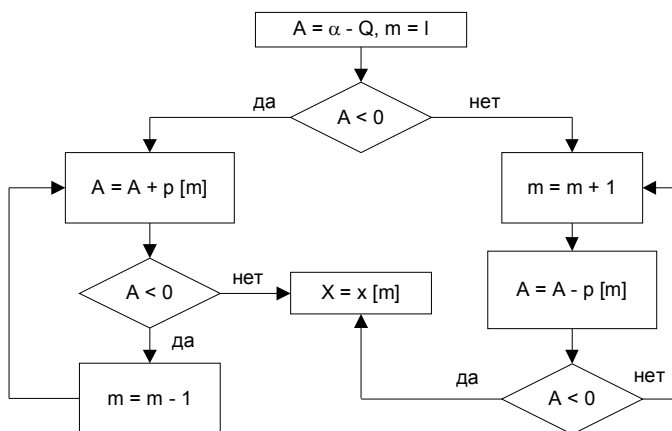 A = α - Q, m = I
да
A < 0
нет
A = A + p [m]
m = m + 1
A < 0
нет
X = x [m]
A = A - p [m]
да
m = m - 1
да
A < 0
нет